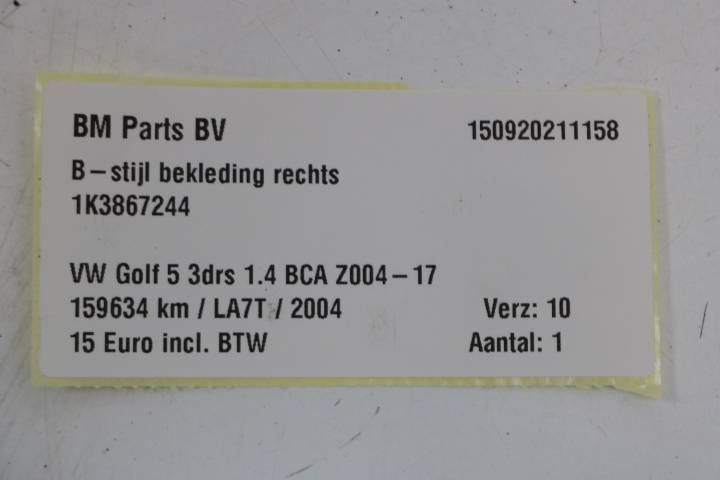 BM Parts BV 150920211158
B-stijl bekleding rechts
1K3867244
VW Golf 5 3drs 1.4 BCA Z004-17
159634 km / LA7T / 2004 Verz: 10
15 Euro incl. BTW Aantal: 1